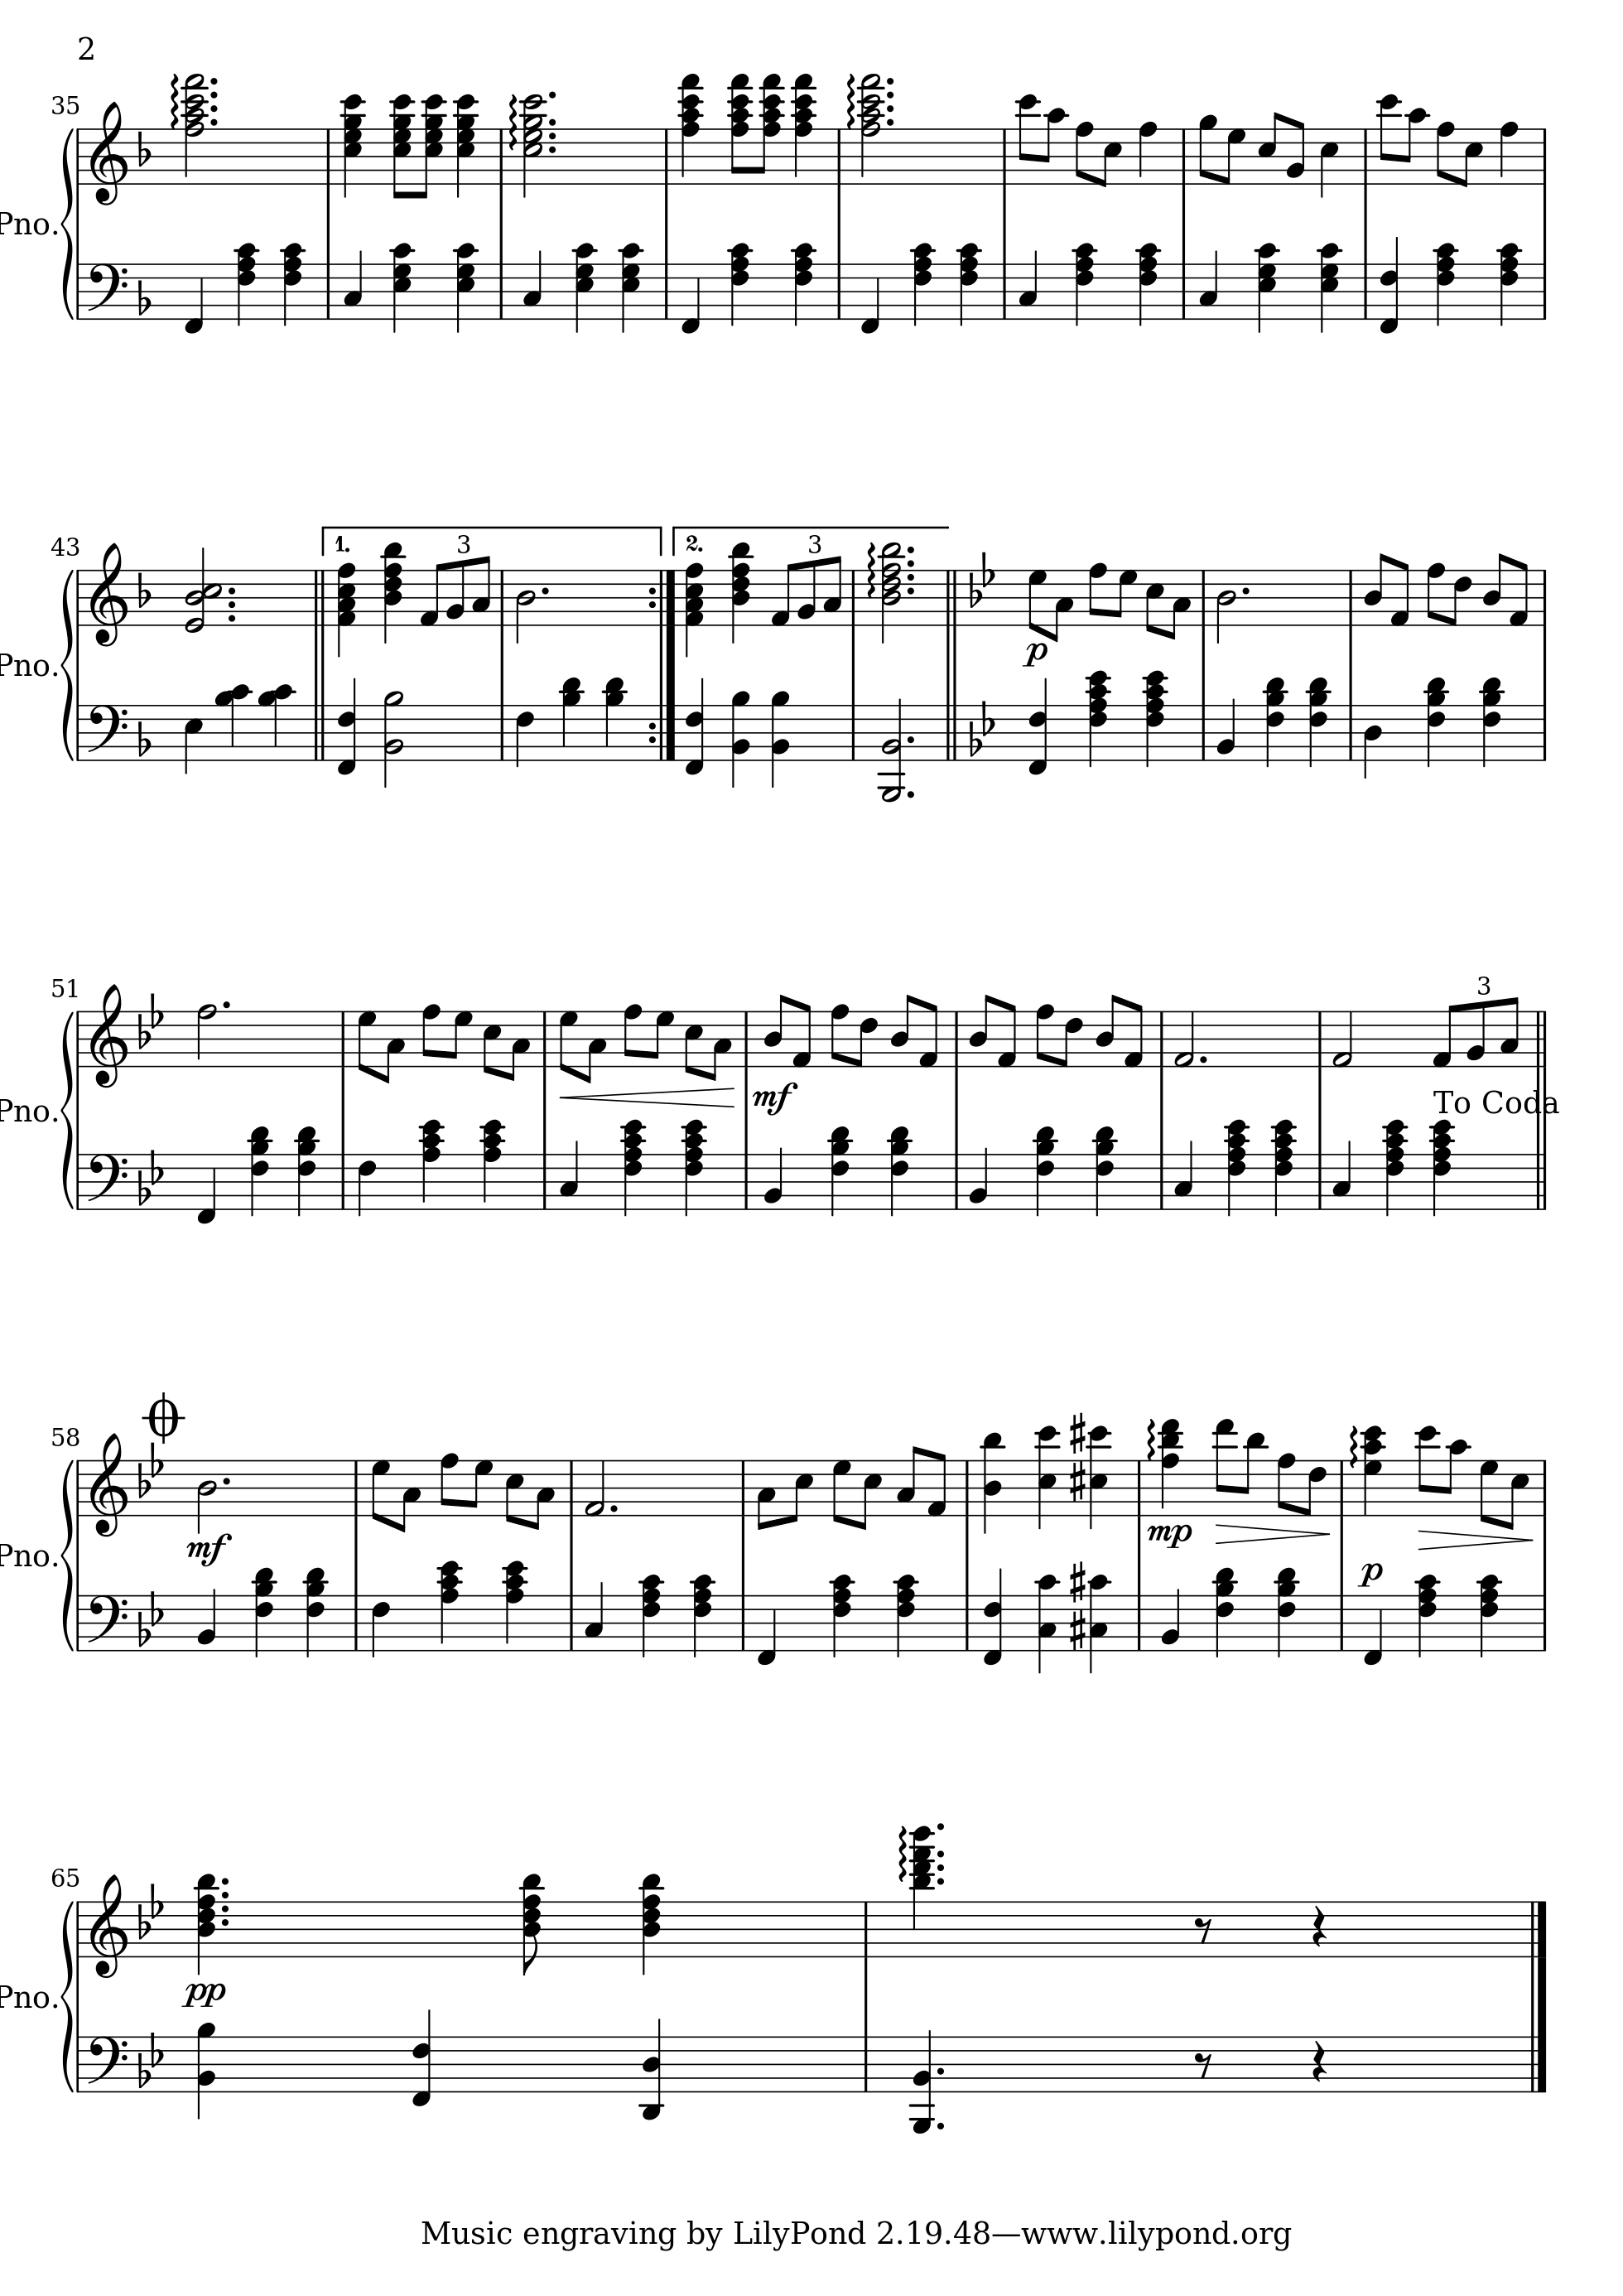 2
35
Pno.
43
1.
3
2.
3
Pno.
p
51
3
Pno.
mf
To Coda
58
Pno.
mf
mp
p
65
Pno.
pp
Music engraving by LilyPond 2.19.48—www.lilypond.org